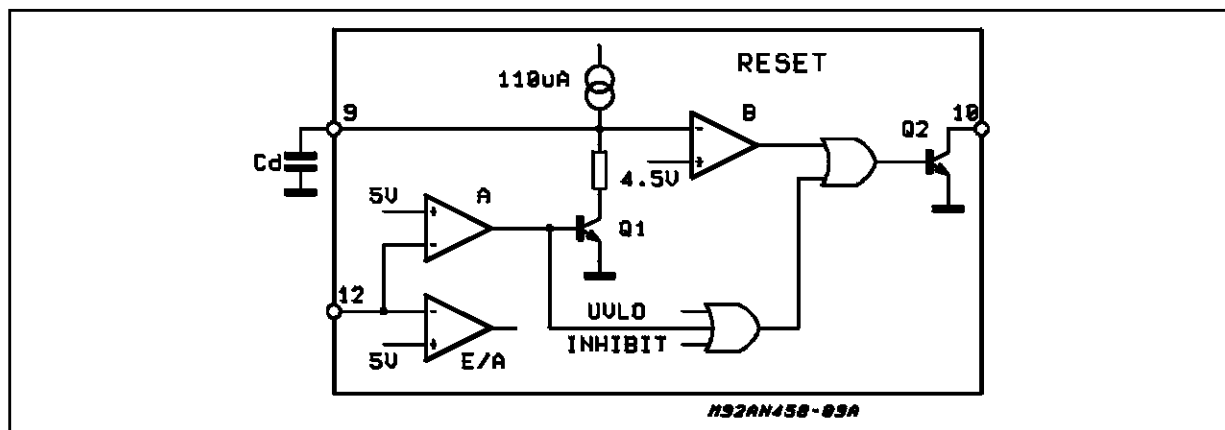 110uA
RESET
9
B
10
Q2
Cd
4.5V
5V
A
Q1
12
UVLO
INHIBIT
5V
E/A
M92AN458-09A